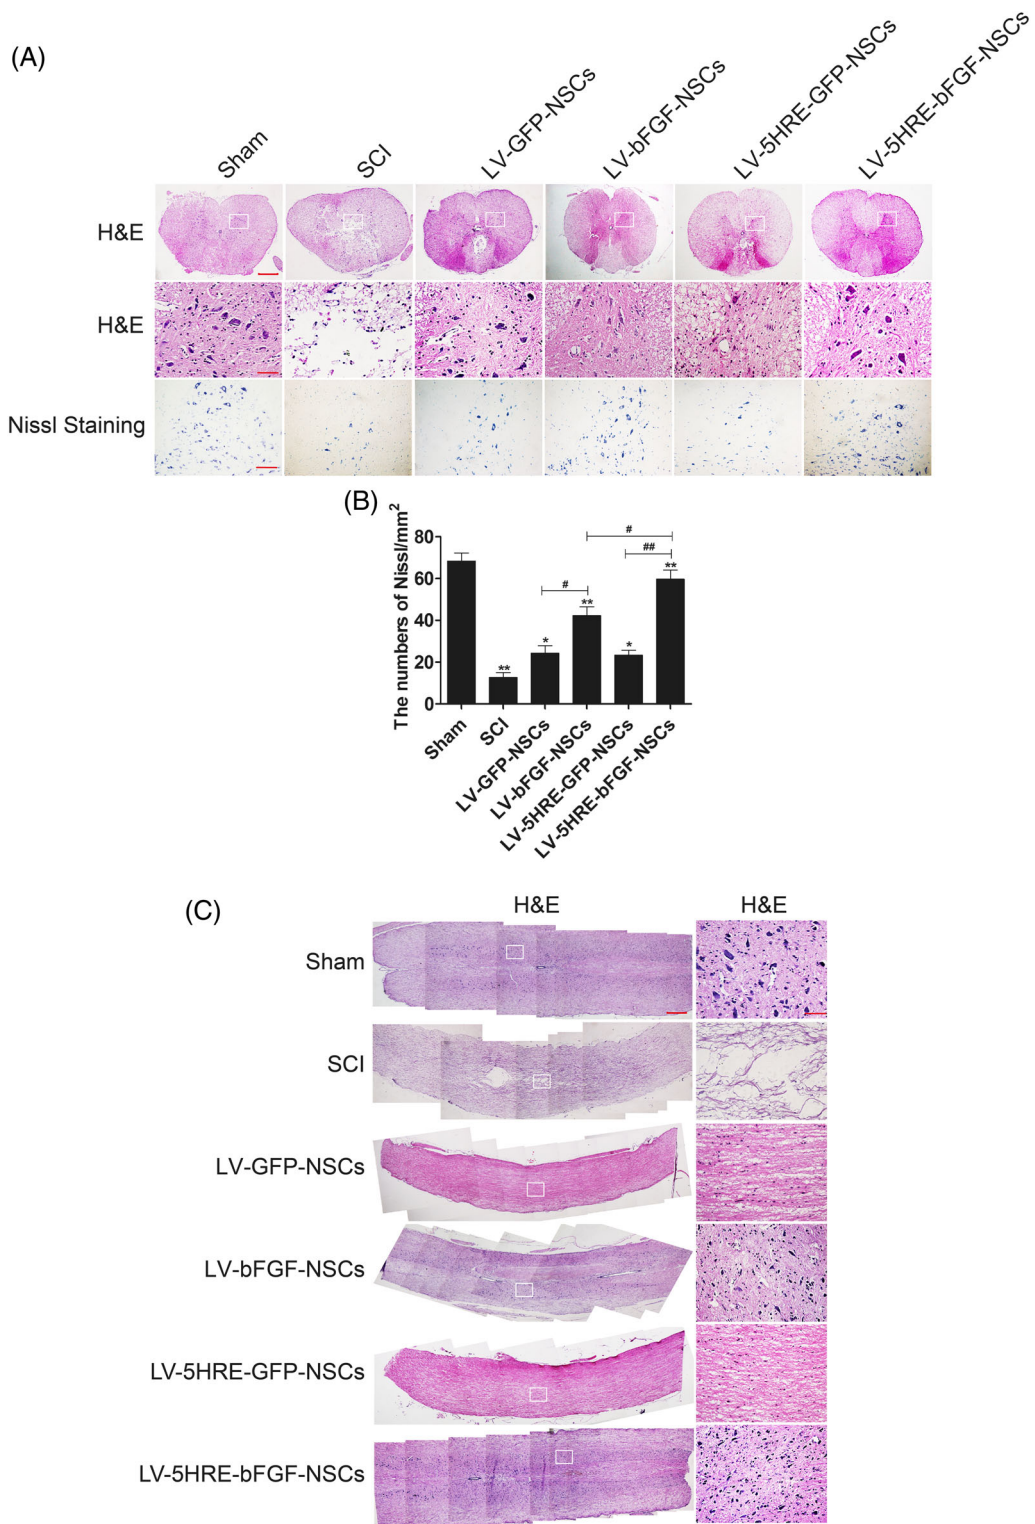 (A)
Sham
SCI
LV-GFP-NSCs
LV-bFGF-NSCs
LV-5HRE-GFP-NSCs
LV-5HRE-bFGF-NSCs
H&E
H&E
Nissl Staining
(B)
The numbers of Nissl/mm²
80
60
40
20
0
#
##
#
**
*
**
*
**
Sham
SCI
LV-GFP-NSCs
LV-bFGF-NSCs
LV-5HRE-GFP-NSCs
LV-5HRE-bFGF-NSCs
(C)
H&E
H&E
Sham
SCI
LV-GFP-NSCs
LV-bFGF-NSCs
LV-5HRE-GFP-NSCs
LV-5HRE-bFGF-NSCs